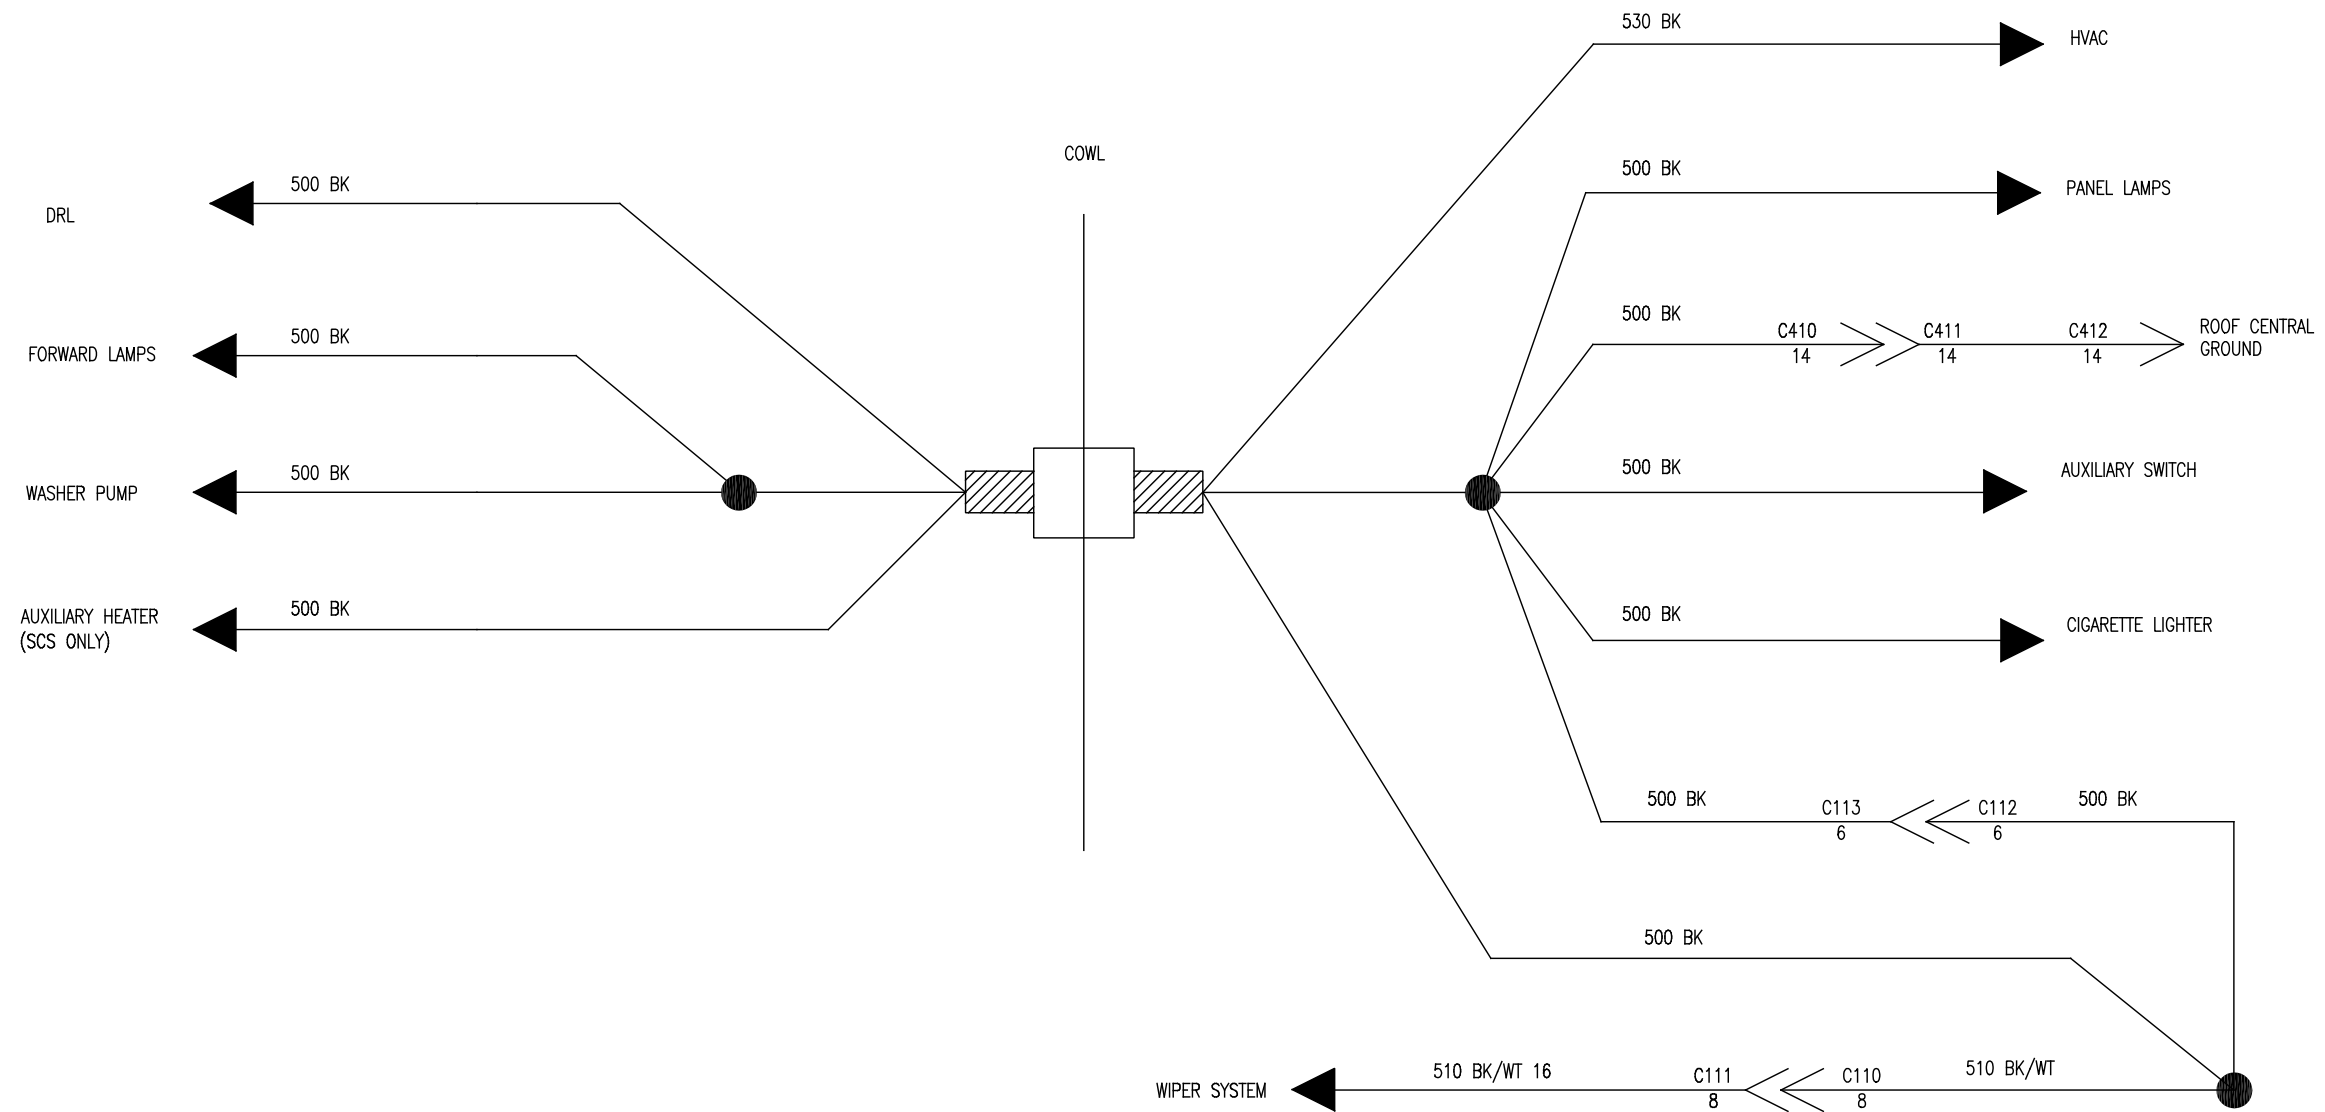 530 BK
HVAC
COWL
500 BK
PANEL LAMPS
500 BK
DRL
500 BK
C410
C411
C412
ROOF CENTRAL
GROUND
14
14
14
500 BK
FORWARD LAMPS
500 BK
AUXILIARY SWITCH
500 BK
WASHER PUMP
500 BK
AUXILIARY HEATER
(SCS ONLY)
500 BK
CIGARETTE LIGHTER
500 BK
C113
C112
500 BK
6
6
500 BK
WIPER SYSTEM
510 BK/WT 16
C111
C110
510 BK/WT
8
8